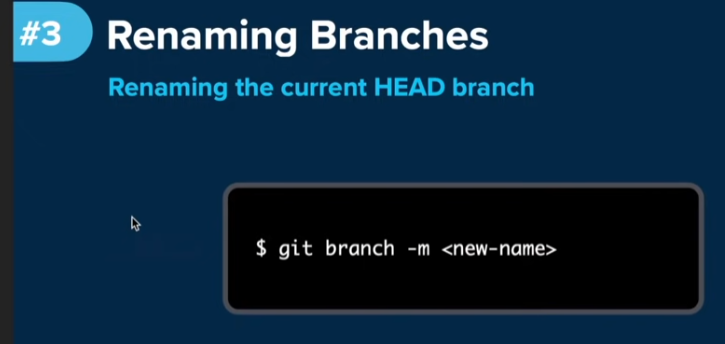 #3
Renaming Branches
Renaming the current HEAD branch
$ git branch -m <new-name>